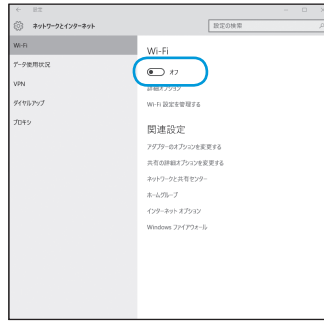 設定
ネットワークとインターネット
設定の検索
Wi-Fi
データ使用状況
VPN
ダイヤルアップ
プロキシ
Wi-Fi
オフ
詳細オプション
Wi-Fi 設定を管理する
関連設定
アダプターのオプションを変更する
共有の詳細オプションを変更する
ネットワークと共有センター
ホームグループ
インターネット オプション
Windows ファイアウォール